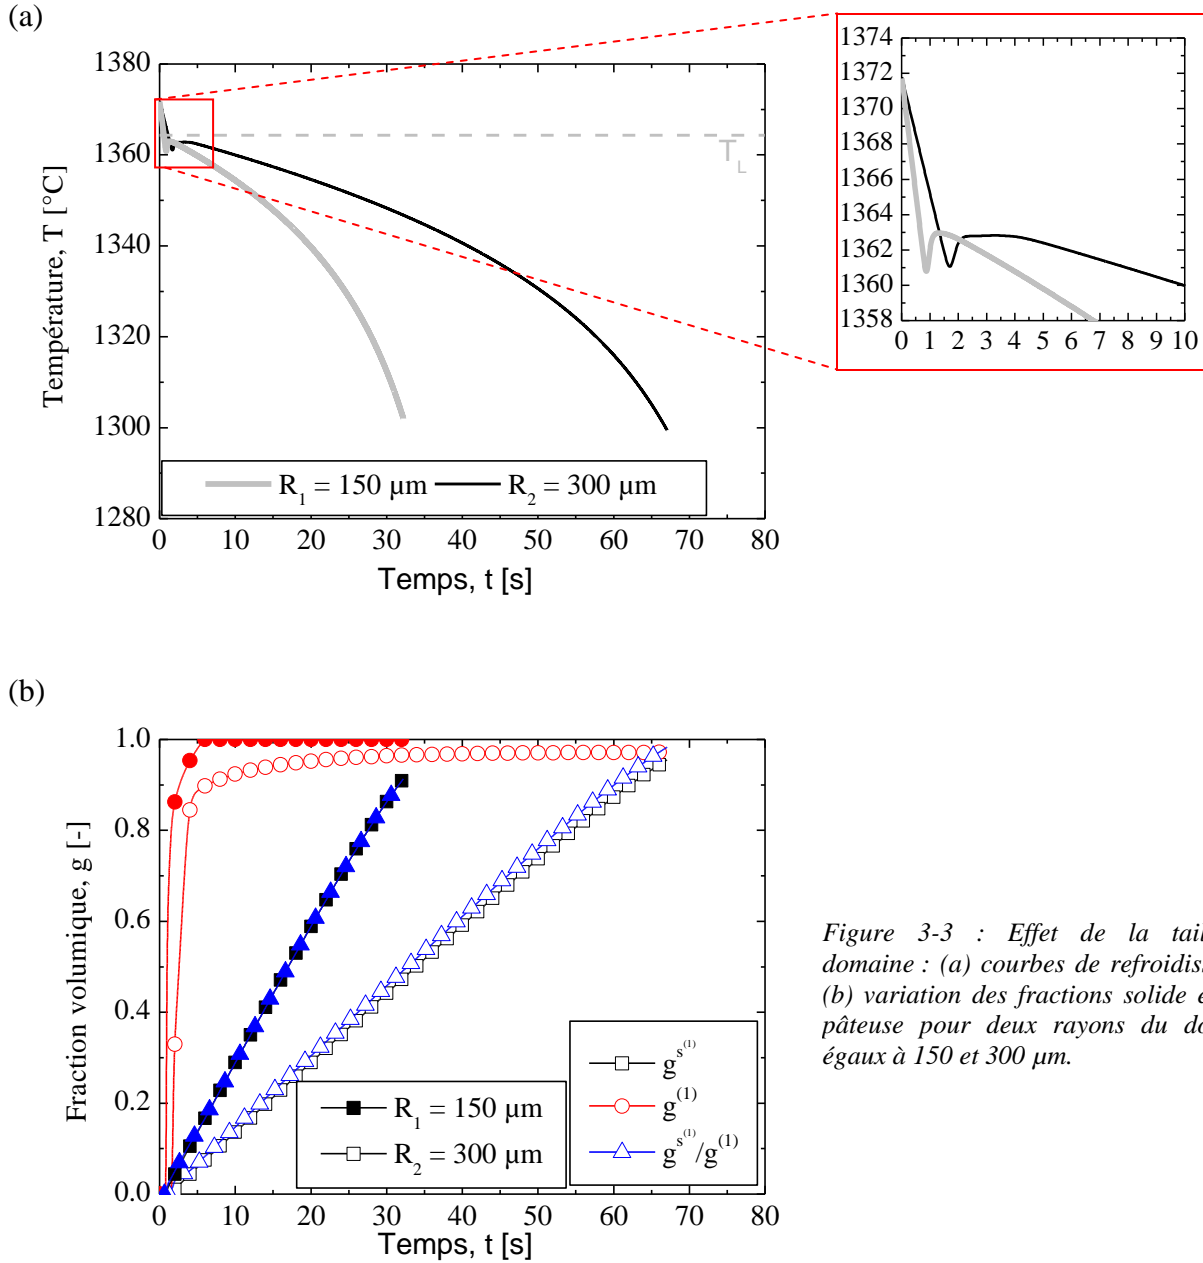 (a)
1380
1360
1340
1320
1300
1280
Température, T [°C]
T_L
R_1 = 150 µm
R_2 = 300 µm
0 10 20 30 40 50 60 70 80
Temps, t [s]
1374
1372
1370
1368
1366
1364
1362
1360
1358
0 1 2 3 4 5 6 7 8 9 10
(b)
1.0
0.8
0.6
0.4
0.2
0.0
Fraction volumique, g [-]
R_1 = 150 µm
R_2 = 300 µm
g^s^(1)
g^(1)
g^s^(1)/g^(1)
0 10 20 30 40 50 60 70 80
Temps, t [s]
Figure 3-3 : Effet de la tail
domaine : (a) courbes de refroidis
(b) variation des fractions solide e
pâteuse pour deux rayons du do
égaux à 150 et 300 µm.